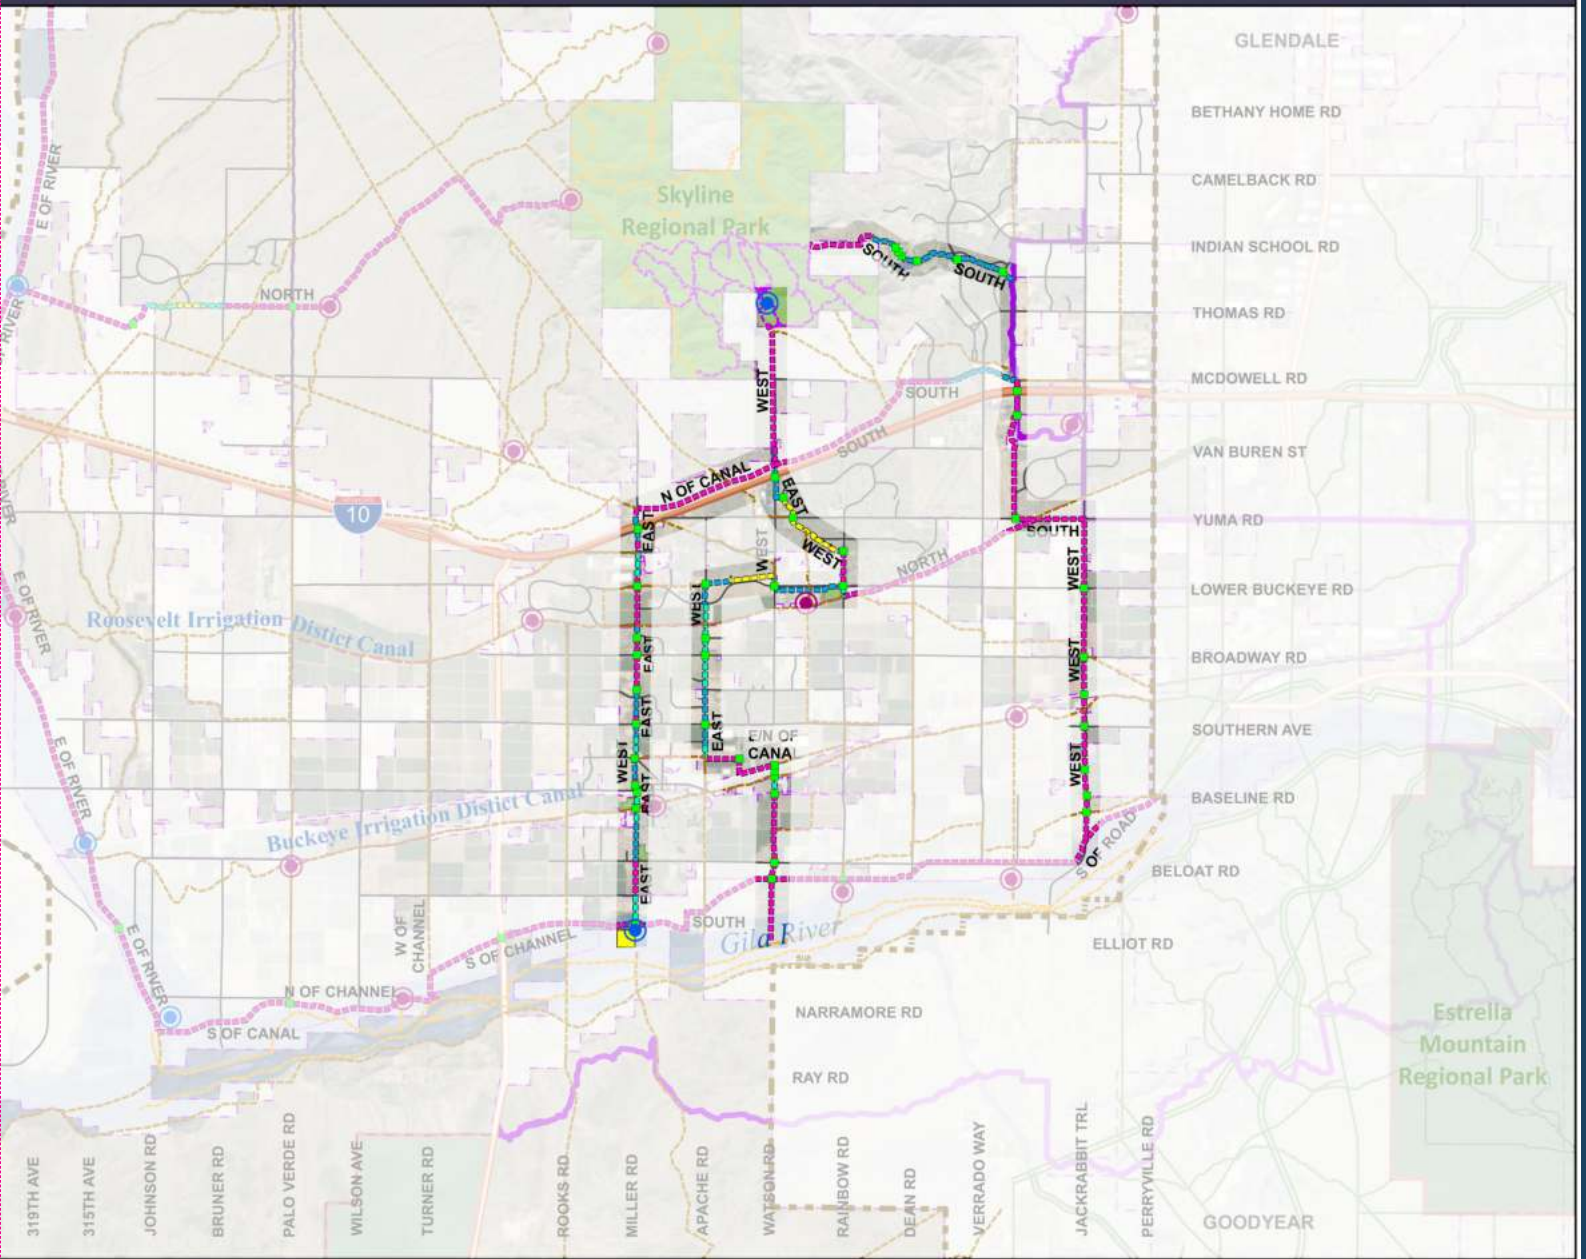 GLENDALE
BETHANY HOME RD
CAMELBACK RD
E OF RIVER
Skyline
Regional Park
INDIAN SCHOOL RD
SOUTH
SOUTH
NORTH
RIVER
THOMAS RD
MCDOWELL RD
WEST
SOUTH
SOUTH
VAN BUREN ST
N OF CANAL
EAST
RIVER
10
EAST
YUMA RD
SOUTH
WEST
WEST
NORTH
WEST
LOWER BUCKEYE RD
E OF RIVER
WEST
Roosevelt Irrigation Distict Canal
EAST
WEST
BROADWAY RD
EAST
EAST
SOUTHERN AVE
E/N OF
CANAL
WEST
WEST
E OF RIVER
EAST
BASELINE RD
Buckeye Irrigation Distict Canal
S OF ROAD
BELOAT RD
EAST
W OF
CHANNEL
SOUTH
Gila River
S OF CHANNEL
ELLIOT RD
E OF RIVER
N OF CHANNEL
NARRAMORE RD
S OF CANAL
Estrella
Mountain
Regional Park
RAY RD
319TH AVE
315TH AVE
JOHNSON RD
BRUNER RD
PALO VERDE RD
WILSON AVE
TURNER RD
ROOKS RD
MILLER RD
APACHE RD
WATSON RD
RAINBOW RD
DEAN RD
VERRADO WAY
JACKRABBIT TRL
PERRYVILLE RD
GOODYEAR